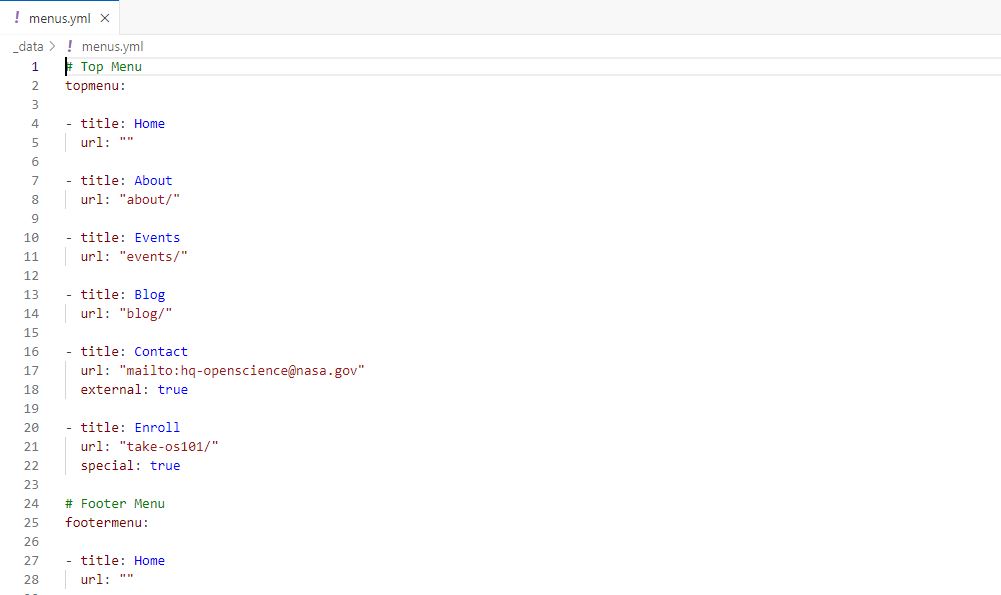 ! menus.yml ×
_data > ! menus.yml
1 # Top Menu
2 topmenu:
3
4 - title: Home
5 url: ""
6
7 - title: About
8 url: "about/"
9
10 - title: Events
11 url: "events/"
12
13 - title: Blog
14 url: "blog/"
15
16 - title: Contact
17 url: "mailto:hq-openscience@nasa.gov"
18 external: true
19
20 - title: Enroll
21 url: "take-os101/"
22 special: true
23
24 # Footer Menu
25 footermenu:
26
27 - title: Home
28 url: ""